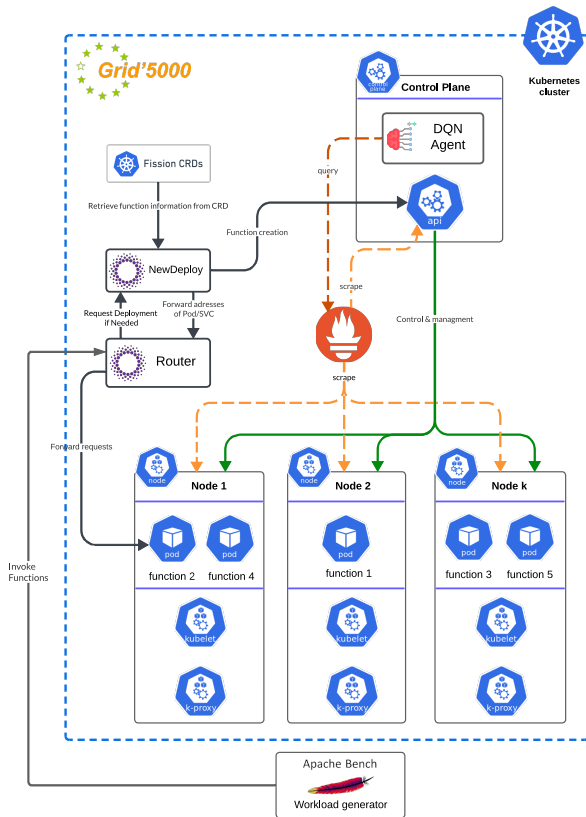 Grid'5000
Kubernetes
cluster
control
plane
Control Plane
DQN
Agent
query
api
Fission CRDs
Retrieve function information from CRD
Function creation
NewDeploy
scrape
Request Deployment
if Needed
Forward adresses
of Pod/SVC
Control & managment
Router
scrape
Forward requests
node
Node 1
node
Node 2
node
Node k
pod
pod
pod
pod
pod
function 2
function 4
function 1
function 3
function 5
Invoke
Functions
kubelet
kubelet
kubelet
k-proxy
k-proxy
k-proxy
Apache Bench
Workload generator